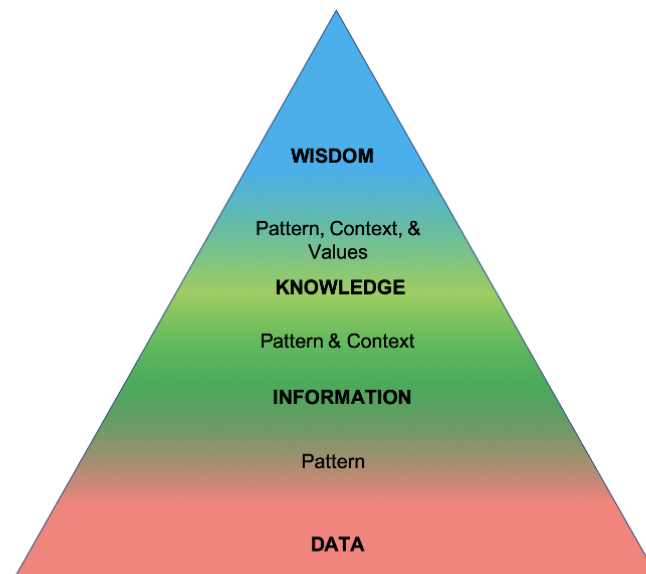 WISDOM
Pattern, Context, &
Values
KNOWLEDGE
Pattern & Context
INFORMATION
Pattern
DATA